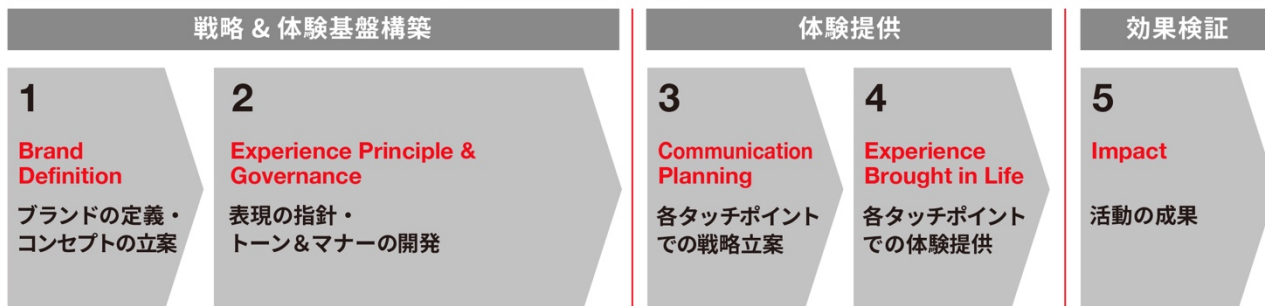 戦略 & 体験基盤構築
1
Brand
Definition
ブランドの定義・
コンセプトの立案
2
Experience Principle &
Governance
表現の指針・
トーン&マナーの開発
体験提供
3
Communication
Planning
各タッチポイント
での戦略立案
4
Experience
Brought in Life
各タッチポイント
での体験提供
効果検証
5
Impact
活動の成果